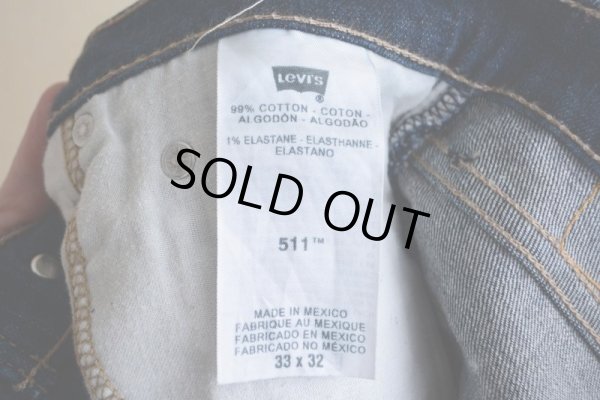 Levi's
®
99% COTTON - COTON -
ALGODÓN - ALGODÃO
1% ELASTANE - ELASTHANNE -
ELASTANO
SOLD OUT
511™
MADE IN MEXICO
FABRIQUE AU MEXIQUE
FABRICADO EN MÉXICO
FABRICADO NO MÉXICO
33 x 32